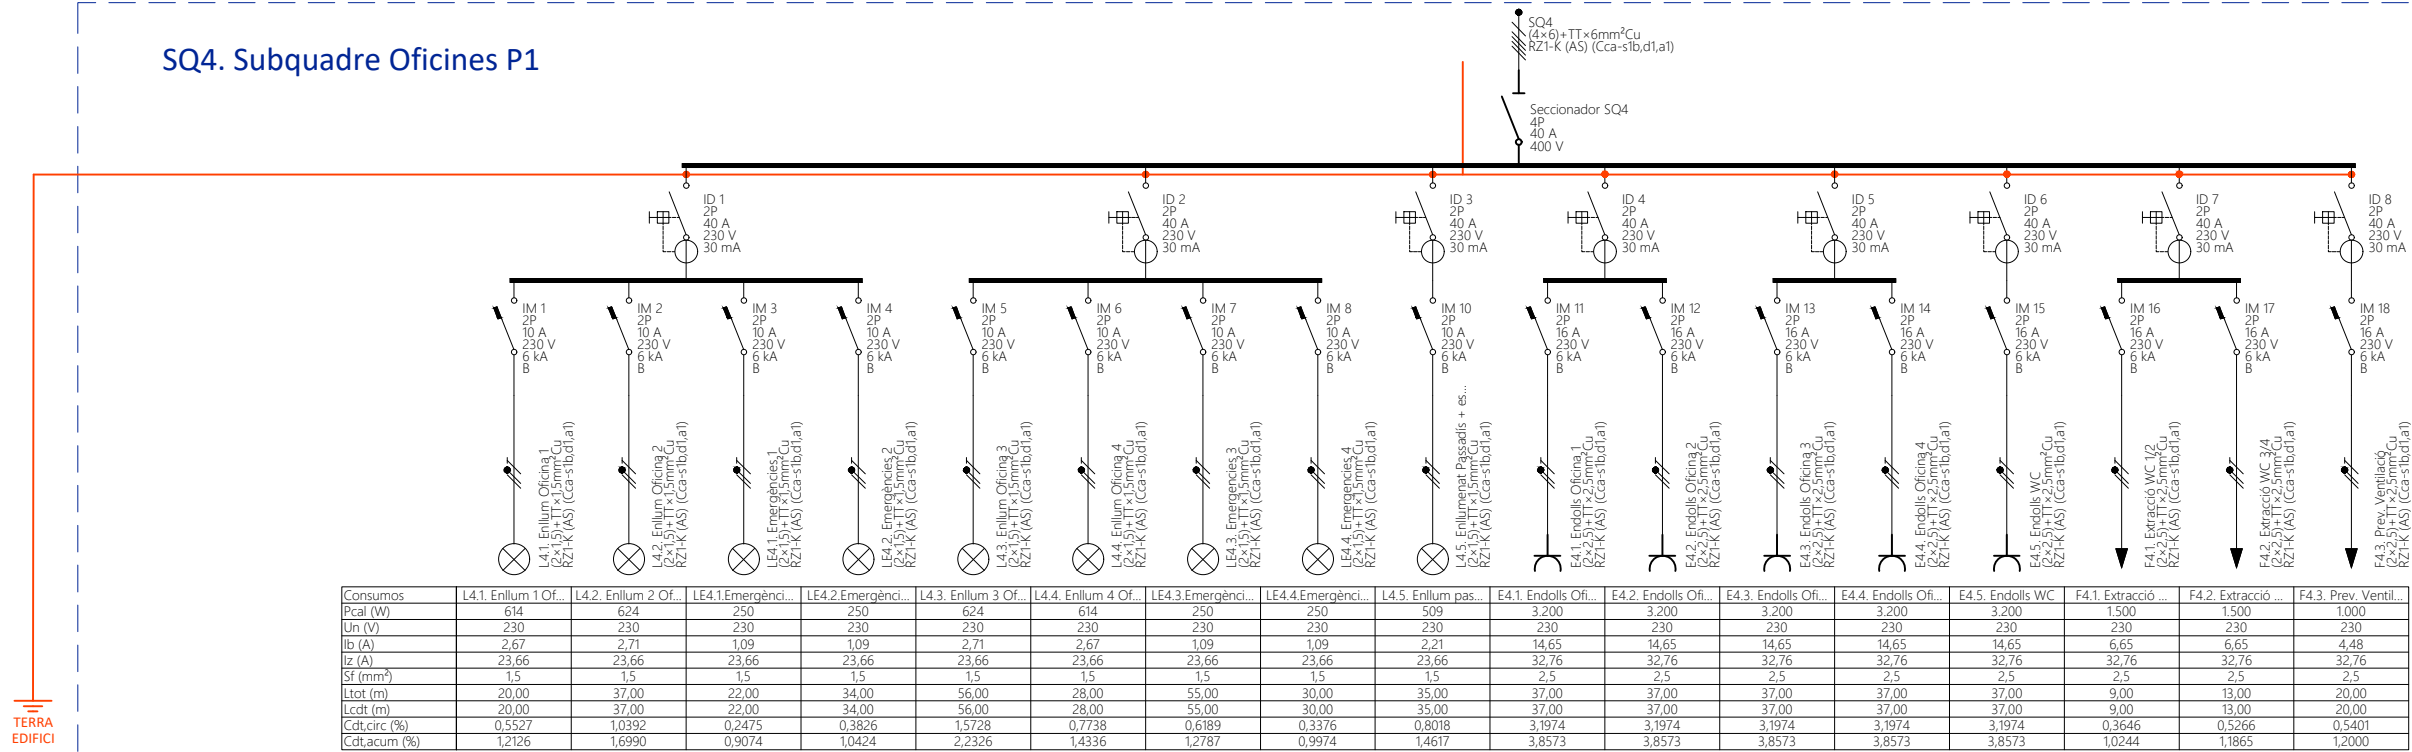 SQ4. Subquadre Oficines P1
SQ4
(4×6)+TT×6mm²Cu
RZ1-K (AS) (Cca-s1b,d1,a1)
Seccionador SQ4
4P
40 A
400 V
ID 1
2P
40 A
230 V
30 mA
ID 2
2P
40 A
230 V
30 mA
ID 3
2P
40 A
230 V
30 mA
ID 4
2P
40 A
230 V
30 mA
ID 5
2P
40 A
230 V
30 mA
ID 6
2P
40 A
230 V
30 mA
ID 7
2P
40 A
230 V
30 mA
ID 8
2P
40 A
230 V
30 mA
IM 1
2P
10 A
230 V
6 kA
B
IM 2
2P
10 A
230 V
6 kA
B
IM 3
2P
10 A
230 V
6 kA
B
IM 4
2P
10 A
230 V
6 kA
B
IM 5
2P
10 A
230 V
6 kA
B
IM 6
2P
10 A
230 V
6 kA
B
IM 7
2P
10 A
230 V
6 kA
B
IM 8
2P
10 A
230 V
6 kA
B
IM 10
2P
10 A
230 V
6 kA
B
IM 11
2P
16 A
230 V
6 kA
B
IM 12
2P
16 A
230 V
6 kA
B
IM 13
2P
16 A
230 V
6 kA
B
IM 14
2P
16 A
230 V
6 kA
B
IM 15
2P
16 A
230 V
6 kA
B
IM 16
2P
16 A
230 V
6 kA
B
IM 17
2P
16 A
230 V
6 kA
B
IM 18
2P
16 A
230 V
6 kA
B
L4.1. Enllum Oficina 1
(2×1,5)+TT×1,5mm²Cu
RZ1-K (AS) (Cca-s1b,d1,a1)
L4.2. Enllum Oficina 2
(2×1,5)+TT×1,5mm²Cu
RZ1-K (AS) (Cca-s1b,d1,a1)
LE4.1. Emergències 1
(2×1,5)+TT×1,5mm²Cu
RZ1-K (AS) (Cca-s1b,d1,a1)
LE4.2. Emergències 2
(2×1,5)+TT×1,5mm²Cu
RZ1-K (AS) (Cca-s1b,d1,a1)
L4.3. Enllum Oficina 3
(2×1,5)+TT×1,5mm²Cu
RZ1-K (AS) (Cca-s1b,d1,a1)
L4.4. Enllum Oficina 4
(2×1,5)+TT×1,5mm²Cu
RZ1-K (AS) (Cca-s1b,d1,a1)
LE4.3. Emergencies 3
(2×1,5)+TT×1,5mm²Cu
RZ1-K (AS) (Cca-s1b,d1,a1)
LE4.4. Emergencies 4
(2×1,5)+TT×1,5mm²Cu
RZ1-K (AS) (Cca-s1b,d1,a1)
L4.5. Enllumenat Passadís + es...
(2×1,5)+TT×1,5mm²Cu
RZ1-K (AS) (Cca-s1b,d1,a1)
E4.1. Endolls Oficina 1
(2×2,5)+TT×2,5mm²Cu
RZ1-K (AS) (Cca-s1b,d1,a1)
E4.2. Endolls Oficina 2
(2×2,5)+TT×2,5mm²Cu
RZ1-K (AS) (Cca-s1b,d1,a1)
E4.3. Endolls Oficina 3
(2×2,5)+TT×2,5mm²Cu
RZ1-K (AS) (Cca-s1b,d1,a1)
E4.4. Endolls Oficina 4
(2×2,5)+TT×2,5mm²Cu
RZ1-K (AS) (Cca-s1b,d1,a1)
E4.5. Endolls WC
(2×2,5)+TT×2,5mm²Cu
RZ1-K (AS) (Cca-s1b,d1,a1)
F4.1. Extracció WC 1/2
(2×2,5)+TT×2,5mm²Cu
RZ1-K (AS) (Cca-s1b,d1,a1)
F4.2. Extracció WC 3/4
(2×2,5)+TT×2,5mm²Cu
RZ1-K (AS) (Cca-s1b,d1,a1)
F4.3. Prev. Ventilació
(2×2,5)+TT×2,5mm²Cu
RZ1-K (AS) (Cca-s1b,d1,a1)
Consumos L4.1. Enllum 1 Of... L4.2. Enllum 2 Of... LE4.1.Emergènci... LE4.2.Emergènci... L4.3. Enllum 3 Of... L4.4. Enllum 4 Of... LE4.3.Emergènci... LE4.4.Emergènci... L4.5. Enllum pas... E4.1. Endolls Ofi... E4.2. Endolls Ofi... E4.3. Endolls Ofi... E4.4. Endolls Ofi... E4.5. Endolls WC F4.1. Extracció ... F4.2. Extracció ... F4.3. Prev. Ventil...
Pcal (W) 614 624 250 250 624 614 250 250 509 3.200 3.200 3.200 3.200 3.200 1.500 1.500 1.000
Un (V) 230 230 230 230 230 230 230 230 230 230 230 230 230 230 230 230 230
Ib (A) 2,67 2,71 1,09 1,09 2,71 2,67 1,09 1,09 2,21 14,65 14,65 14,65 14,65 14,65 6,65 6,65 4,48
Iz (A) 23,66 23,66 23,66 23,66 23,66 23,66 23,66 23,66 23,66 32,76 32,76 32,76 32,76 32,76 32,76 32,76 32,76
Sf (mm²) 1,5 1,5 1,5 1,5 1,5 1,5 1,5 1,5 1,5 2,5 2,5 2,5 2,5 2,5 2,5 2,5 2,5
Ltot (m) 20,00 37,00 22,00 34,00 56,00 28,00 55,00 30,00 35,00 37,00 37,00 37,00 37,00 37,00 9,00 13,00 20,00
Lcdt (m) 20,00 37,00 22,00 34,00 56,00 28,00 55,00 30,00 35,00 37,00 37,00 37,00 37,00 37,00 9,00 13,00 20,00
Cdt,circ (%) 0,5527 1,0392 0,2475 0,3826 1,5728 0,7738 0,6189 0,3376 0,8018 3,1974 3,1974 3,1974 3,1974 3,1974 0,3646 0,5266 0,5401
Cdt,acum (%) 1,2126 1,6990 0,9074 1,0424 2,2326 1,4336 1,2787 0,9974 1,4617 3,8573 3,8573 3,8573 3,8573 3,8573 1,0244 1,1865 1,2000
TERRA
EDIFICI